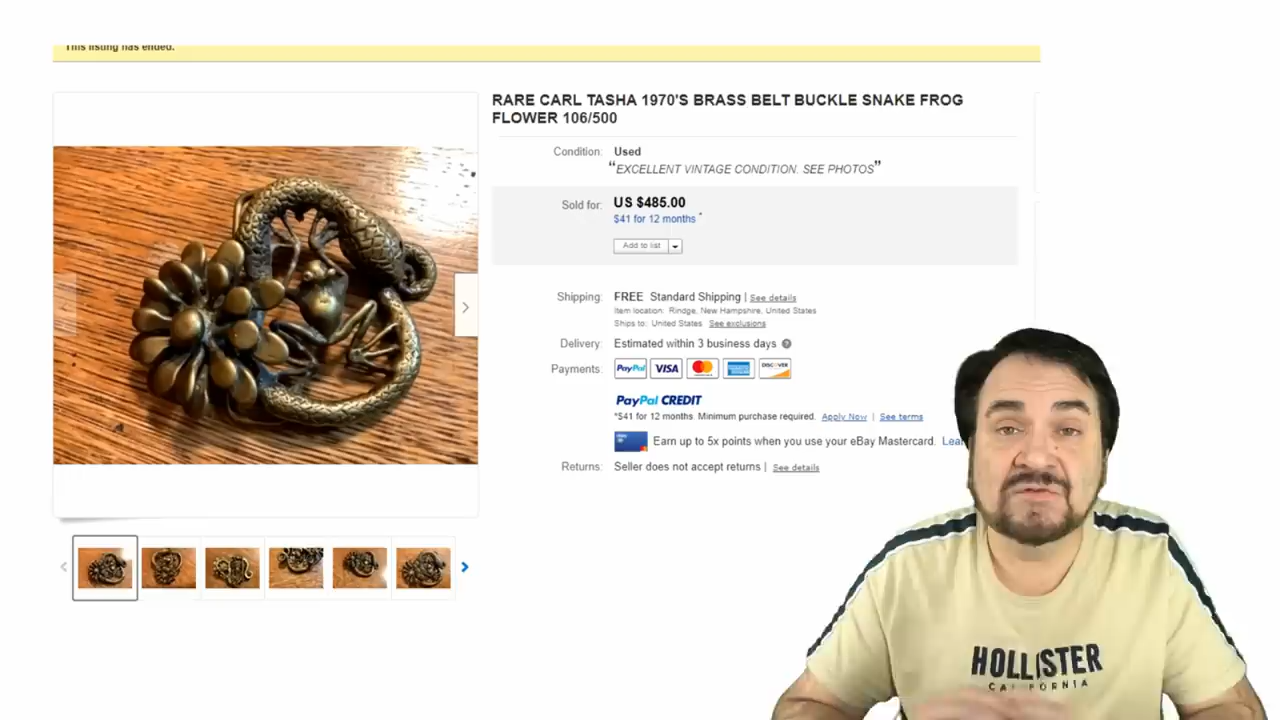 This listing has ended.
RARE CARL TASHA 1970'S BRASS BELT BUCKLE SNAKE FROG
FLOWER 106/500
Condition: Used
“EXCELLENT VINTAGE CONDITION. SEE PHOTOS”
Sold for: US $485.00
$41 for 12 months *
Add to list
Shipping: FREE Standard Shipping | See details
Item location: Rindge, New Hampshire, United States
Ships to: United States See exclusions
Delivery: Estimated within 3 business days ?
Payments: PayPal VISA MasterCard DISCOVER
PayPal CREDIT
*$41 for 12 months. Minimum purchase required. Apply Now | See terms
Earn up to 5x points when you use your eBay Mastercard. Lear
Returns: Seller does not accept returns | See details
HOLLISTER
CALIFORNIA